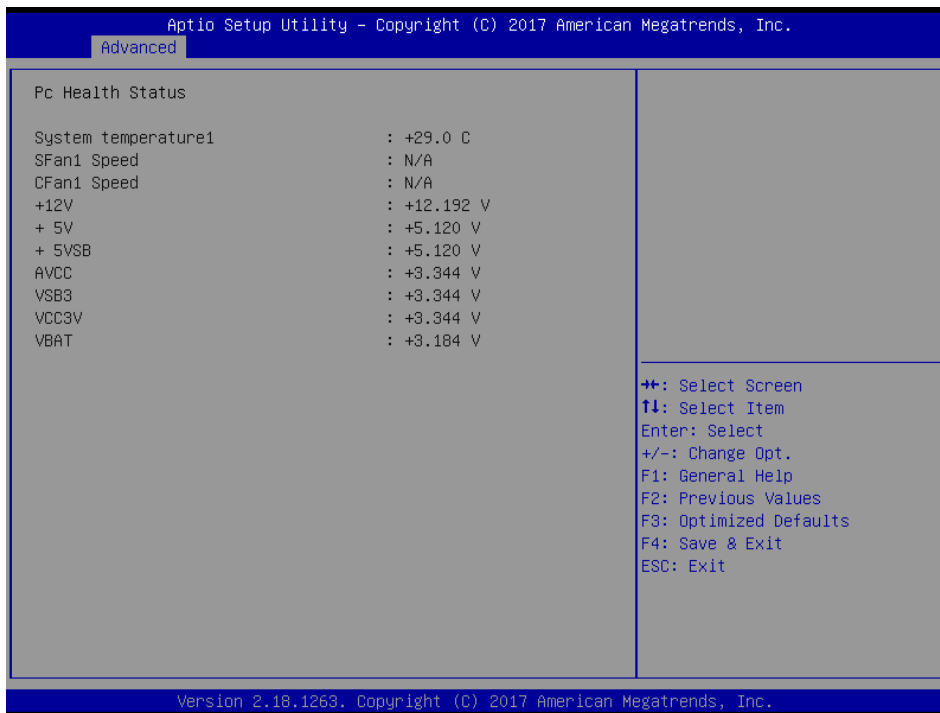 Aptio Setup Utility – Copyright (C) 2017 American Megatrends, Inc.
Advanced
Pc Health Status
System temperature1 : +29.0 C
SFan1 Speed : N/A
CFan1 Speed : N/A
+12V : +12.192 V
+ 5V : +5.120 V
+ 5VSB : +5.120 V
AVCC : +3.344 V
VSB3 : +3.344 V
VCC3V : +3.344 V
VBAT : +3.184 V
→←: Select Screen
↑↓: Select Item
Enter: Select
+/-: Change Opt.
F1: General Help
F2: Previous Values
F3: Optimized Defaults
F4: Save & Exit
ESC: Exit
Version 2.18.1263. Copyright (C) 2017 American Megatrends, Inc.